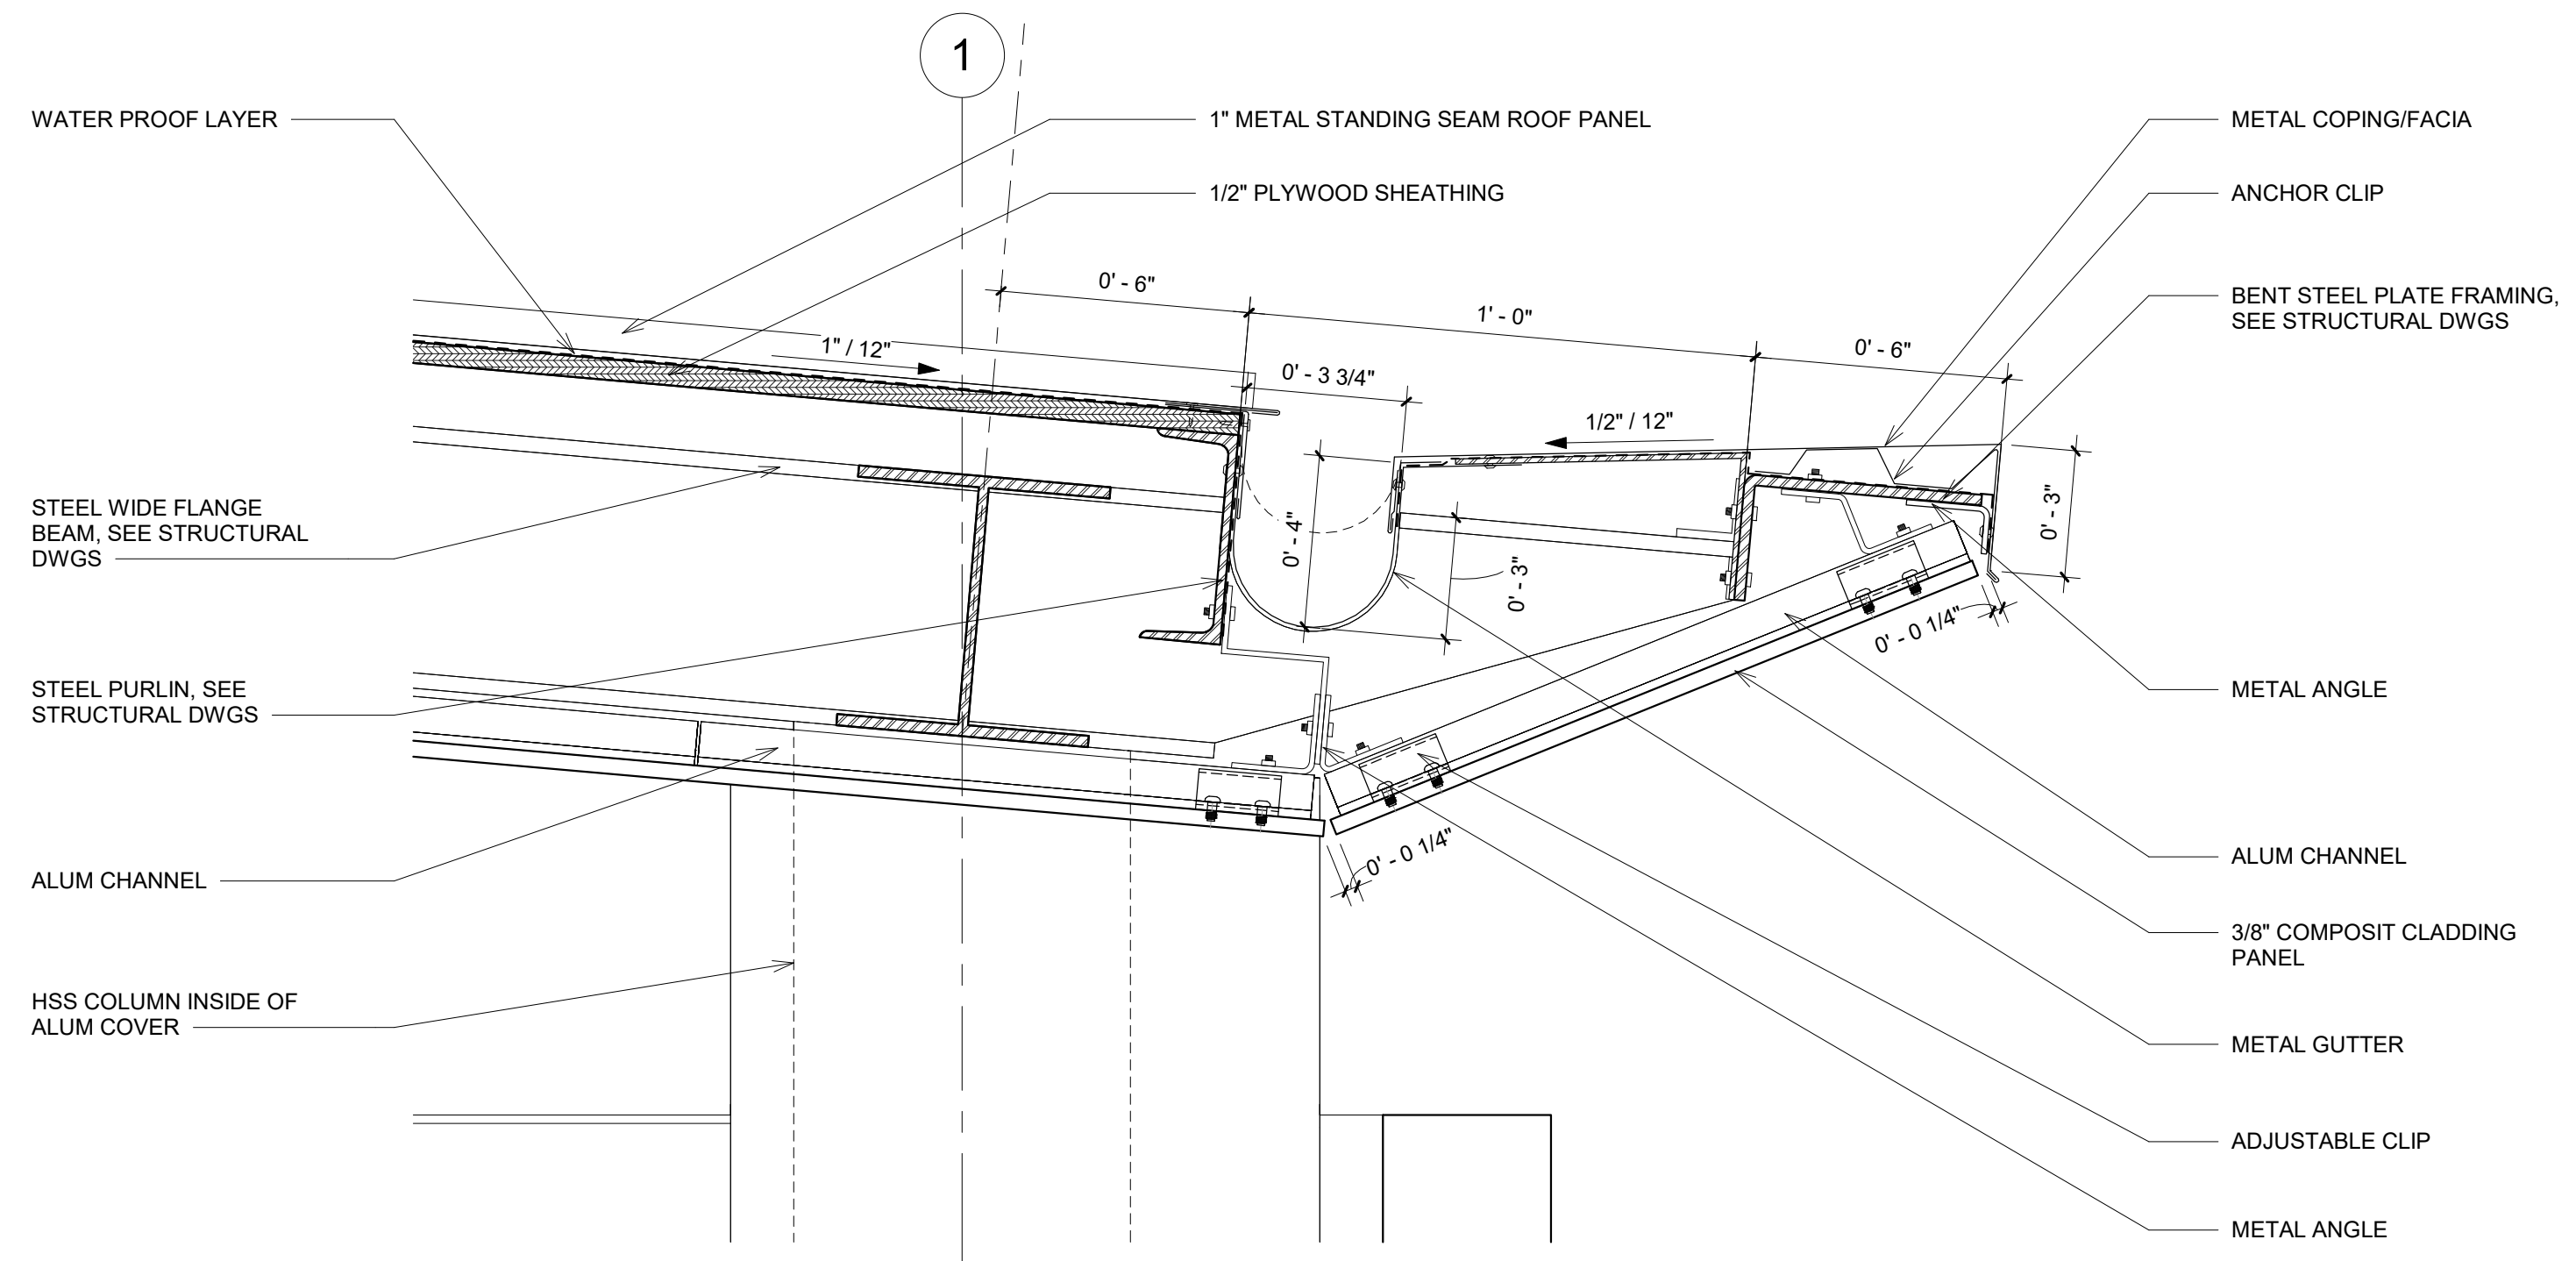 1
WATER PROOF LAYER
1" METAL STANDING SEAM ROOF PANEL
METAL COPING/FACIA
1/2" PLYWOOD SHEATHING
ANCHOR CLIP
0' - 6"
BENT STEEL PLATE FRAMING,
SEE STRUCTURAL DWGS
1' - 0"
1" / 12"
0' - 6"
0' - 3 3/4"
1/2" / 12"
0' - 3"
0' - 4"
0' - 3"
STEEL WIDE FLANGE
BEAM, SEE STRUCTURAL
DWGS
0' - 0 1/4"
STEEL PURLIN, SEE
STRUCTURAL DWGS
METAL ANGLE
0' - 0 1/4"
ALUM CHANNEL
ALUM CHANNEL
3/8" COMPOSIT CLADDING
PANEL
HSS COLUMN INSIDE OF
ALUM COVER
METAL GUTTER
ADJUSTABLE CLIP
METAL ANGLE